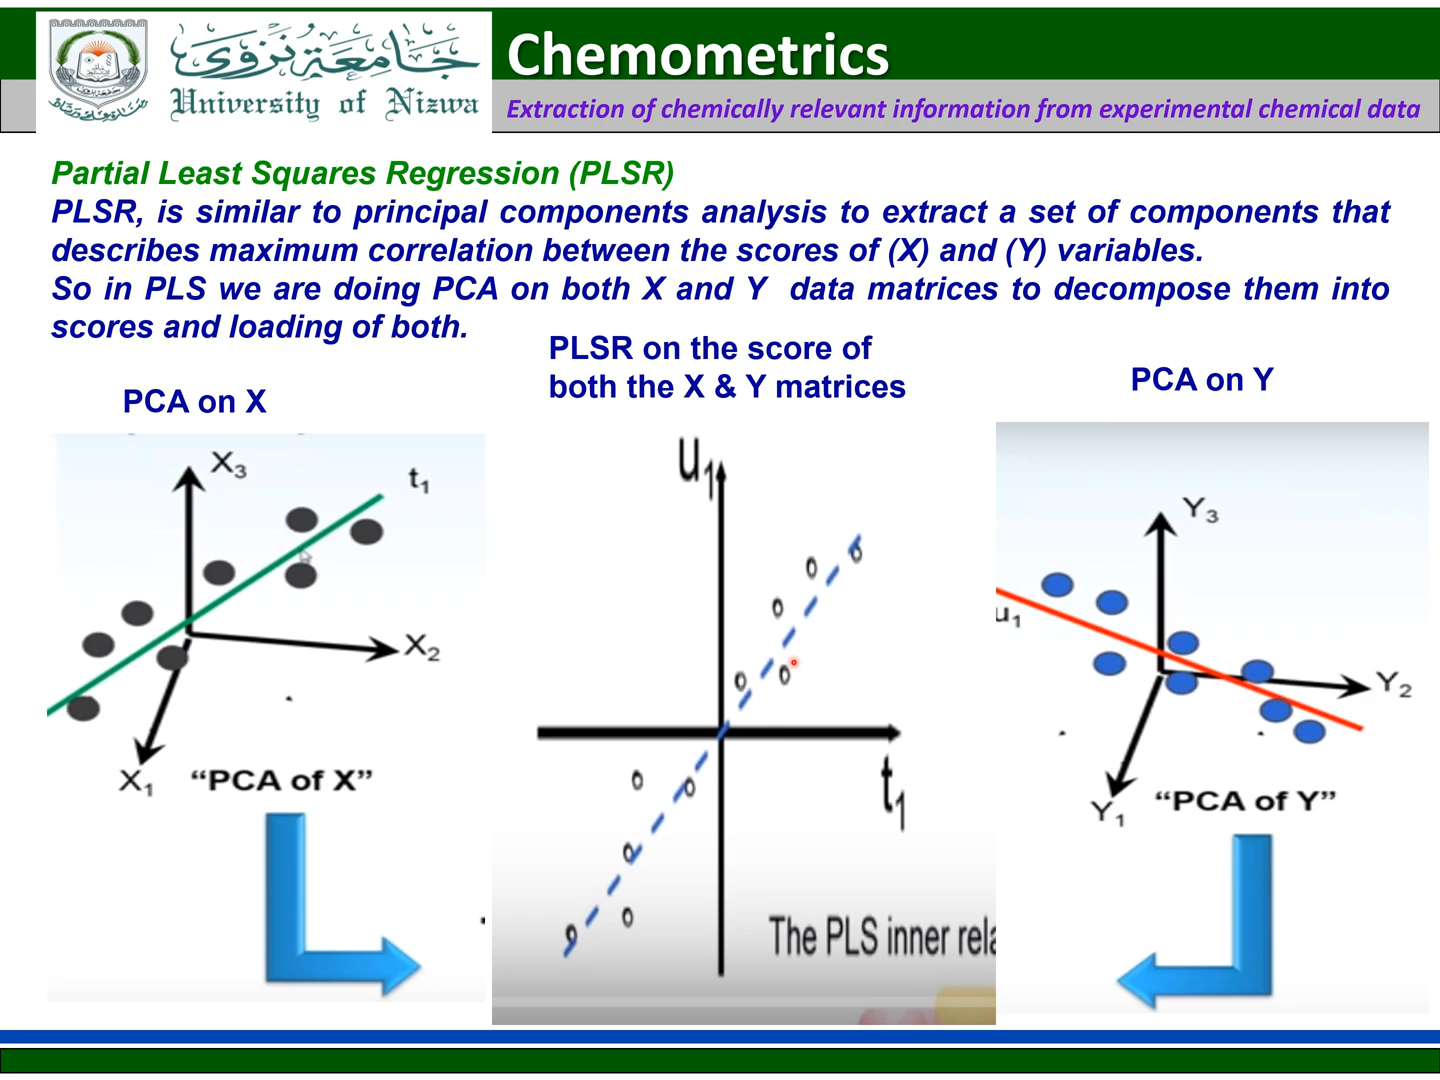 جامعة نزوى
University of Nizwa
Chemometrics
Extraction of chemically relevant information from experimental chemical data
Partial Least Squares Regression (PLSR)
PLSR, is similar to principal components analysis to extract a set of components that
describes maximum correlation between the scores of (X) and (Y) variables.
So in PLS we are doing PCA on both X and Y data matrices to decompose them into
scores and loading of both.
PCA on X
PLSR on the score of
both the X & Y matrices
PCA on Y
X3
t1
X2
X1
“PCA of X”
u1
t1
The PLS inner rela
Y3
u1
Y2
Y1
“PCA of Y”